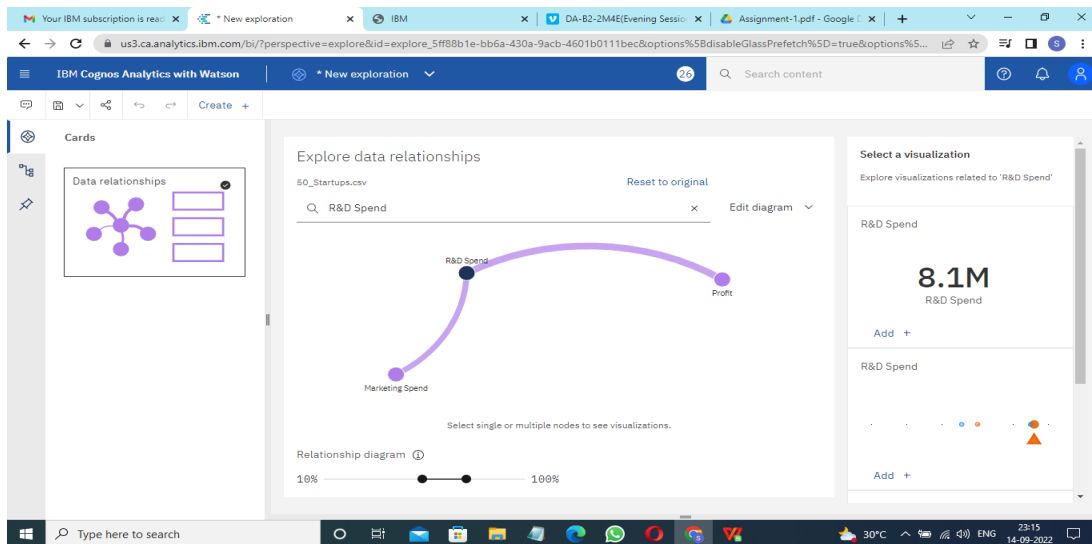 Your IBM subscription is read
* New exploration
IBM
DA-B2-2M4E(Evening Sessio
Assignment-1.pdf - Google D
us3.ca.analytics.ibm.com/bi/?perspective=explore&id=explore_5ff88b1e-bb6a-430a-9acb-4601b0111bec&options%5BdisableGlassPrefetch%5D=true&options%5...
S
IBM Cognos Analytics with Watson
* New exploration
26
Search content
Create +
Cards
Data relationships
Explore data relationships
50_Startups.csv
Reset to original
R&D Spend
Edit diagram
R&D Spend
Profit
Marketing Spend
Select single or multiple nodes to see visualizations.
Relationship diagram
10%
100%
Select a visualization
Explore visualizations related to 'R&D Spend'
R&D Spend
8.1M
R&D Spend
Add +
R&D Spend
Add +
Type here to search
30°C
ENG
23:15
14-09-2022